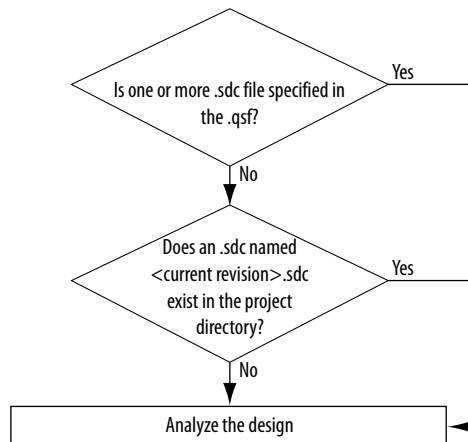 Is one or more .sdc file specified in
the .qsf?
Yes
No
Does an .sdc named
<current revision>.sdc
exist in the project
directory?
Yes
No
Analyze the design